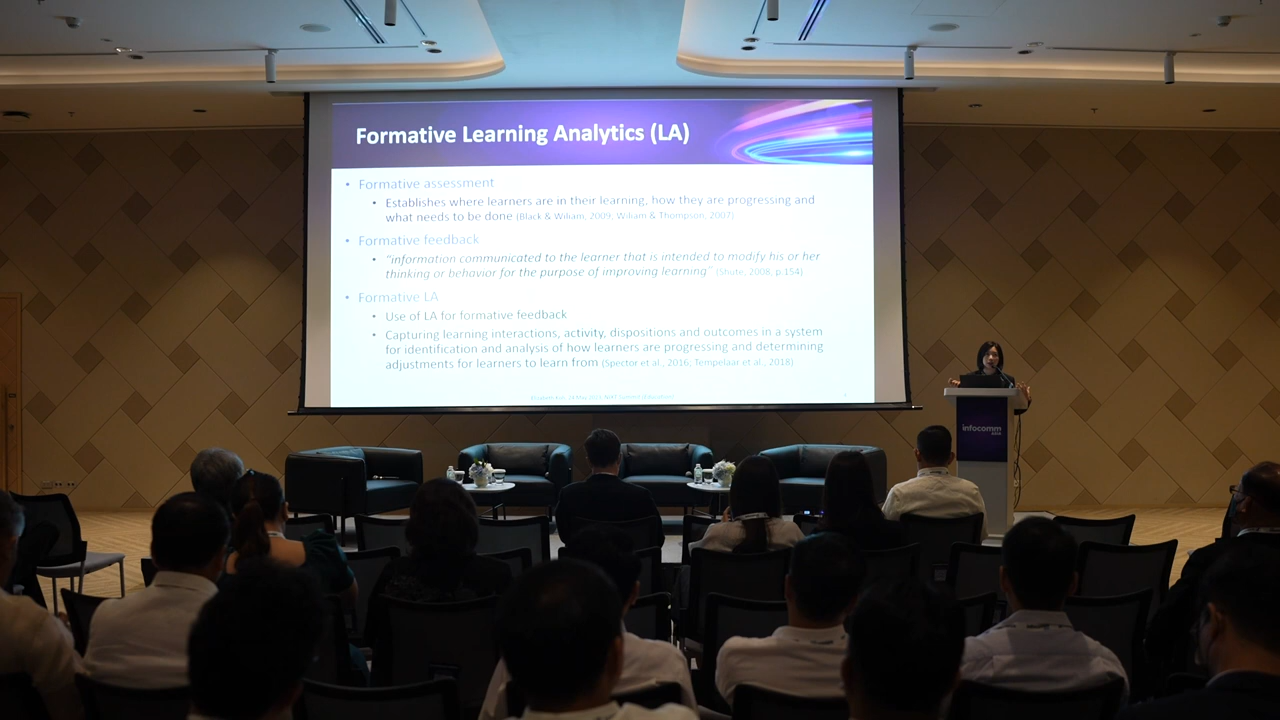 Formative Learning Analytics (LA)
• Formative assessment
• Establishes where learners are in their learning, how they are progressing and
what needs to be done (Black & Wiliam, 2009; Wiliam & Thompson, 2007)
• Formative feedback
• “information communicated to the learner that is intended to modify his or her
thinking or behavior for the purpose of improving learning” (Shute, 2008, p.154)
• Formative LA
• Use of LA for formative feedback
• Capturing learning interactions, activity, dispositions and outcomes in a system
for identification and analysis of how learners are progressing and determining
adjustments for learners to learn from (Spector et al., 2016; Tempelaar et al., 2018)
infocomm
ASIA